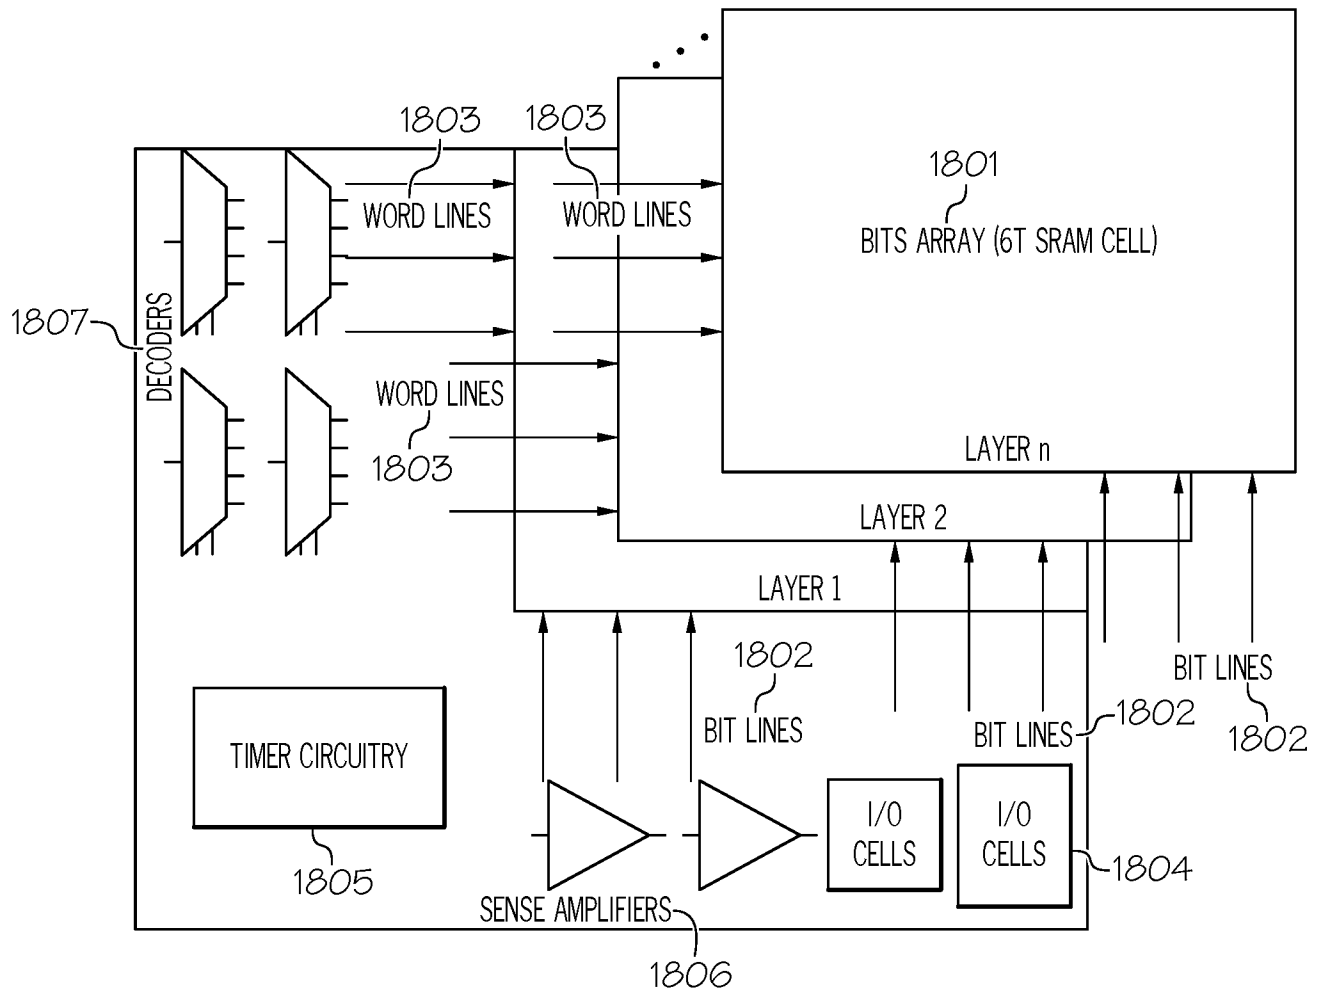 1803
1803
1801
WORD LINES
WORD LINES
BITS ARRAY (6T SRAM CELL)
1807
DECODERS
WORD LINES
1803
LAYER n
LAYER 2
LAYER 1
1802
BIT LINES
BIT LINES
1802
BIT LINES
1802
TIMER CIRCUITRY
1805
I/O
CELLS
I/O
CELLS
1804
SENSE AMPLIFIERS
1806